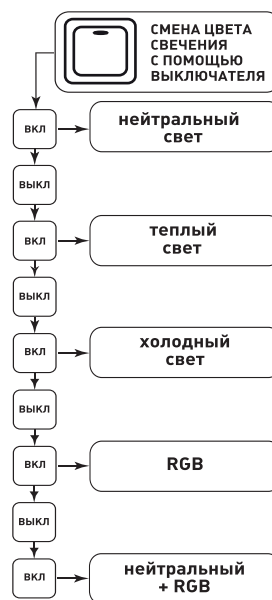 СМЕНА ЦВЕТА
СВЕЧЕНИЯ
С ПОМОЩЬЮ
ВЫКЛЮЧАТЕЛЯ
ВКЛ
нейтральный
свет
ВЫКЛ
ВКЛ
теплый
свет
ВЫКЛ
ВКЛ
холодный
свет
ВЫКЛ
ВКЛ
RGB
ВЫКЛ
ВКЛ
нейтральный
+ RGB